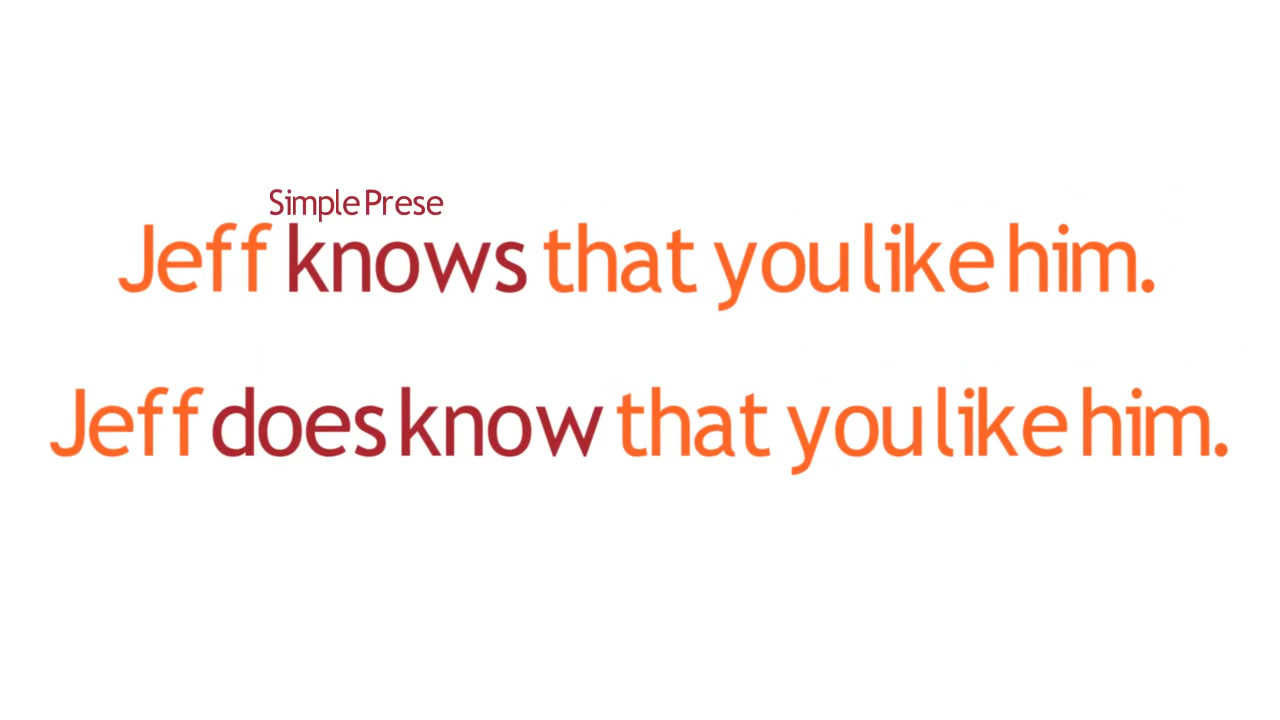 Simple Prese
Jeff knows that you like him.
Jeff does know that you like him.